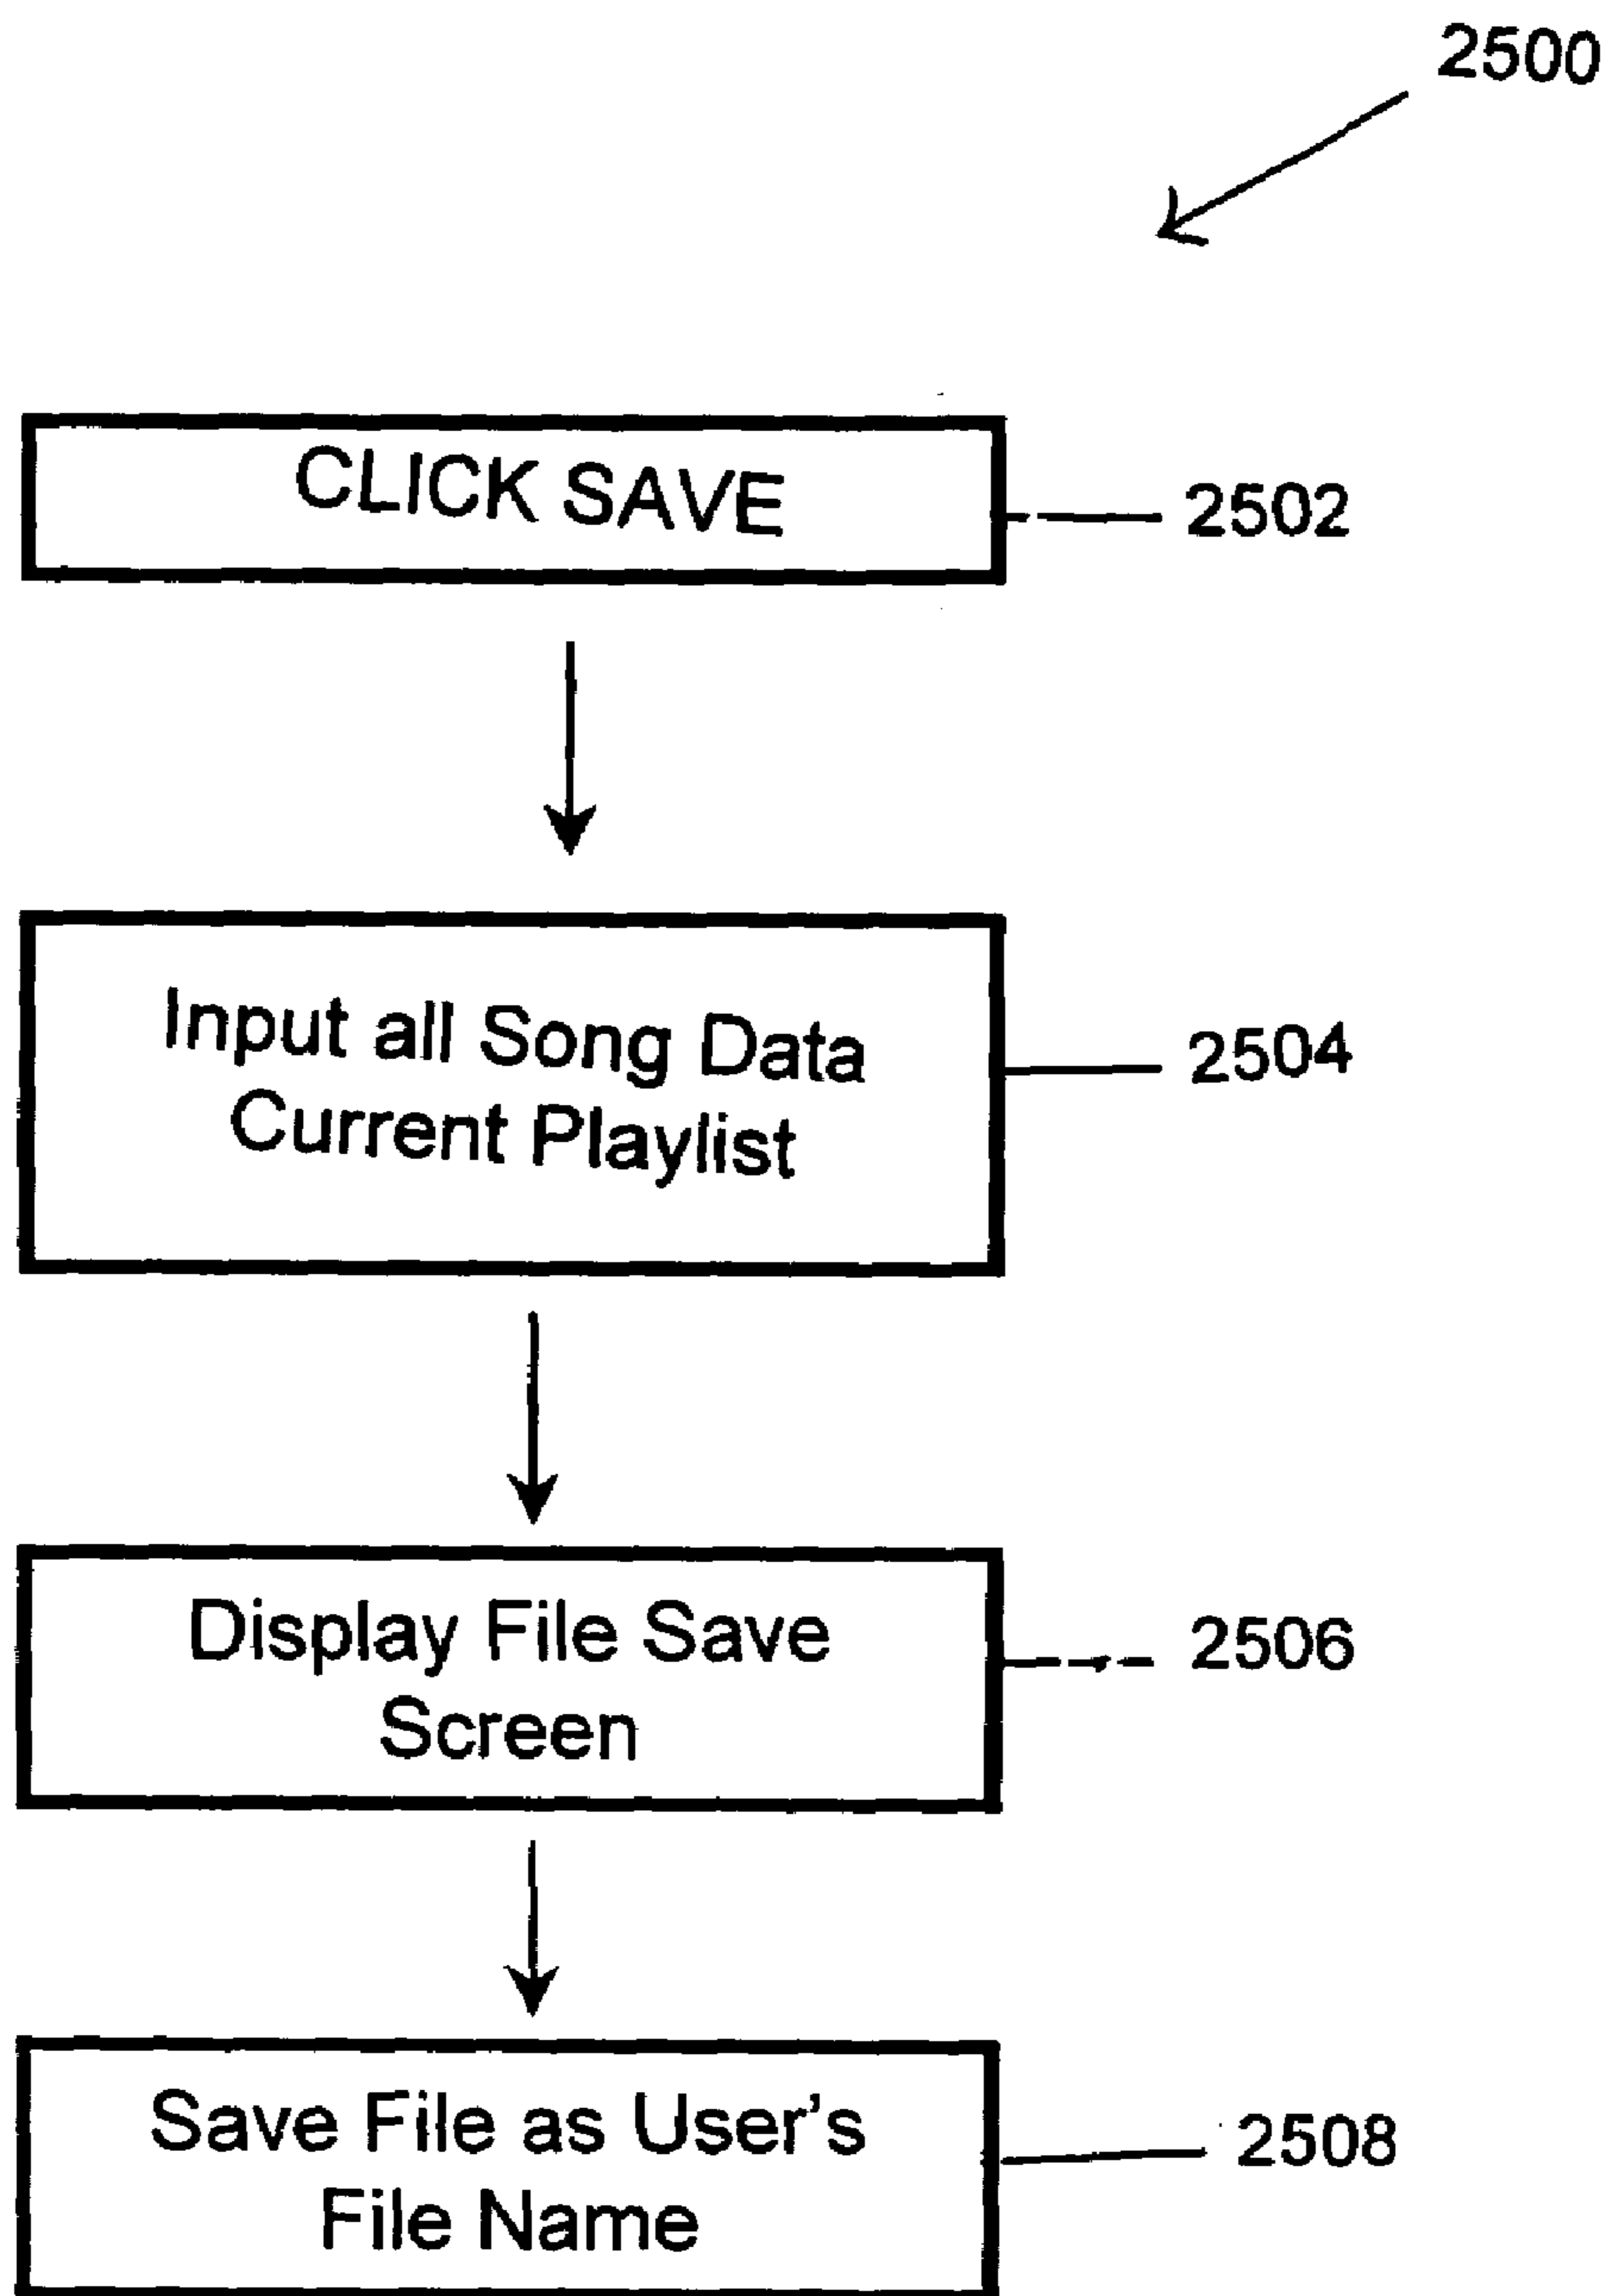 2500
CLICK SAVE
2502
Input all Song Data
Current Playlist
2504
Display File Save
Screen
2506
Save File as User's
File Name
2508